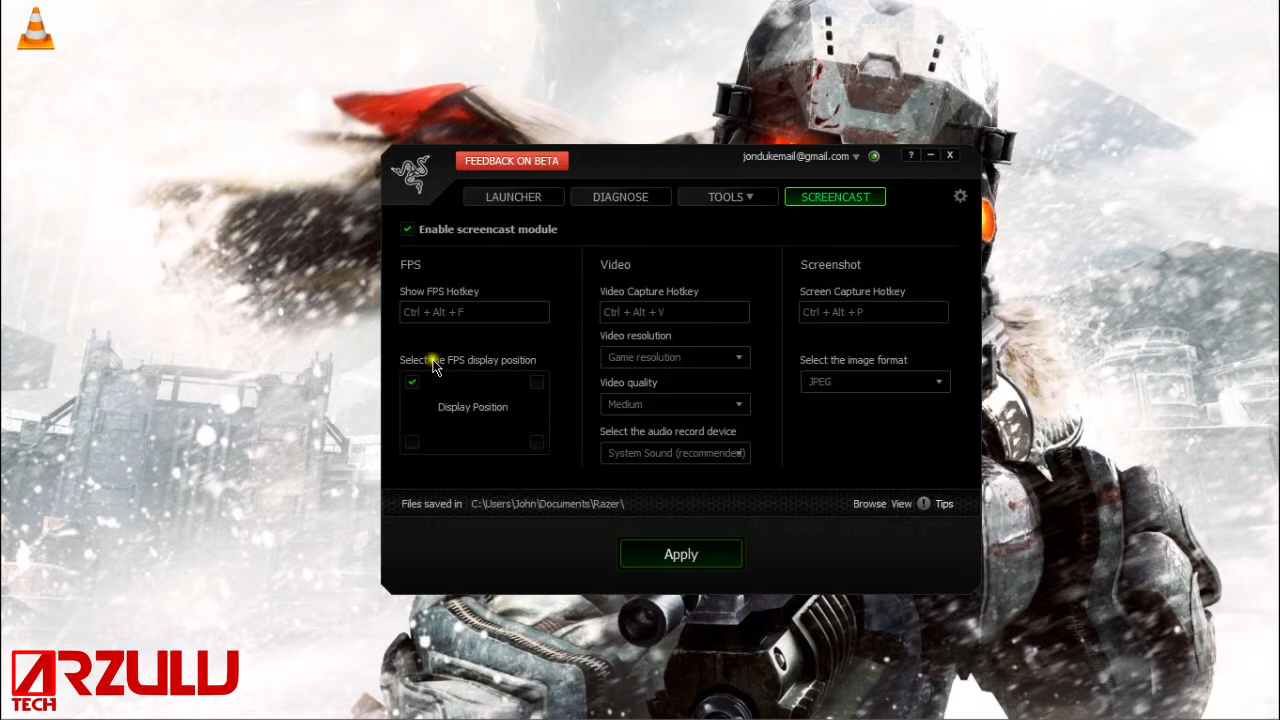 FEEDBACK ON BETA
jondukemail@gmail.com
?
X
LAUNCHER
DIAGNOSE
TOOLS
SCREENCAST
Enable screencast module
FPS
Show FPS Hotkey
Ctrl + Alt + F
Select the FPS display position
Display Position
Video
Video Capture Hotkey
Ctrl + Alt + V
Video resolution
Game resolution
Video quality
Medium
Select the audio record device
System Sound (recommended)
Screenshot
Screen Capture Hotkey
Ctrl + Alt + P
Select the image format
JPEG
Files saved in C:\Users\John\Documents\Razer\
Browse View ! Tips
Apply
ARZULU
TECH